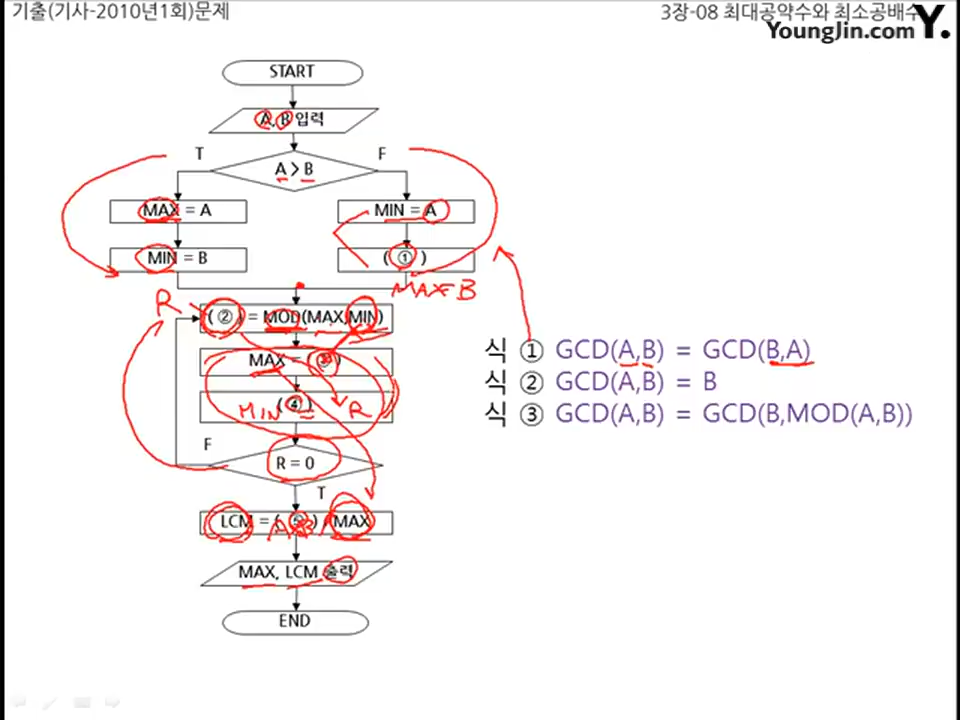 기출(기사-2010년1회)문제
3장-08 최대공약수와 최소공배수
YoungJin.com Y.
START
A, B 입력
T
F
A > B
MAX = A
MIN = A
MIN = B
( ① )
MAX=B
R
( ② ) = MOD(MAX,MIN)
MAX = ( ③ )
MIN ( ④ ) R
F
R = 0
T
LCM = ( ⑤ ) / MAX
A*B
MAX, LCM 출력
END
식 ① GCD(A,B) = GCD(B,A)
식 ② GCD(A,B) = B
식 ③ GCD(A,B) = GCD(B,MOD(A,B))